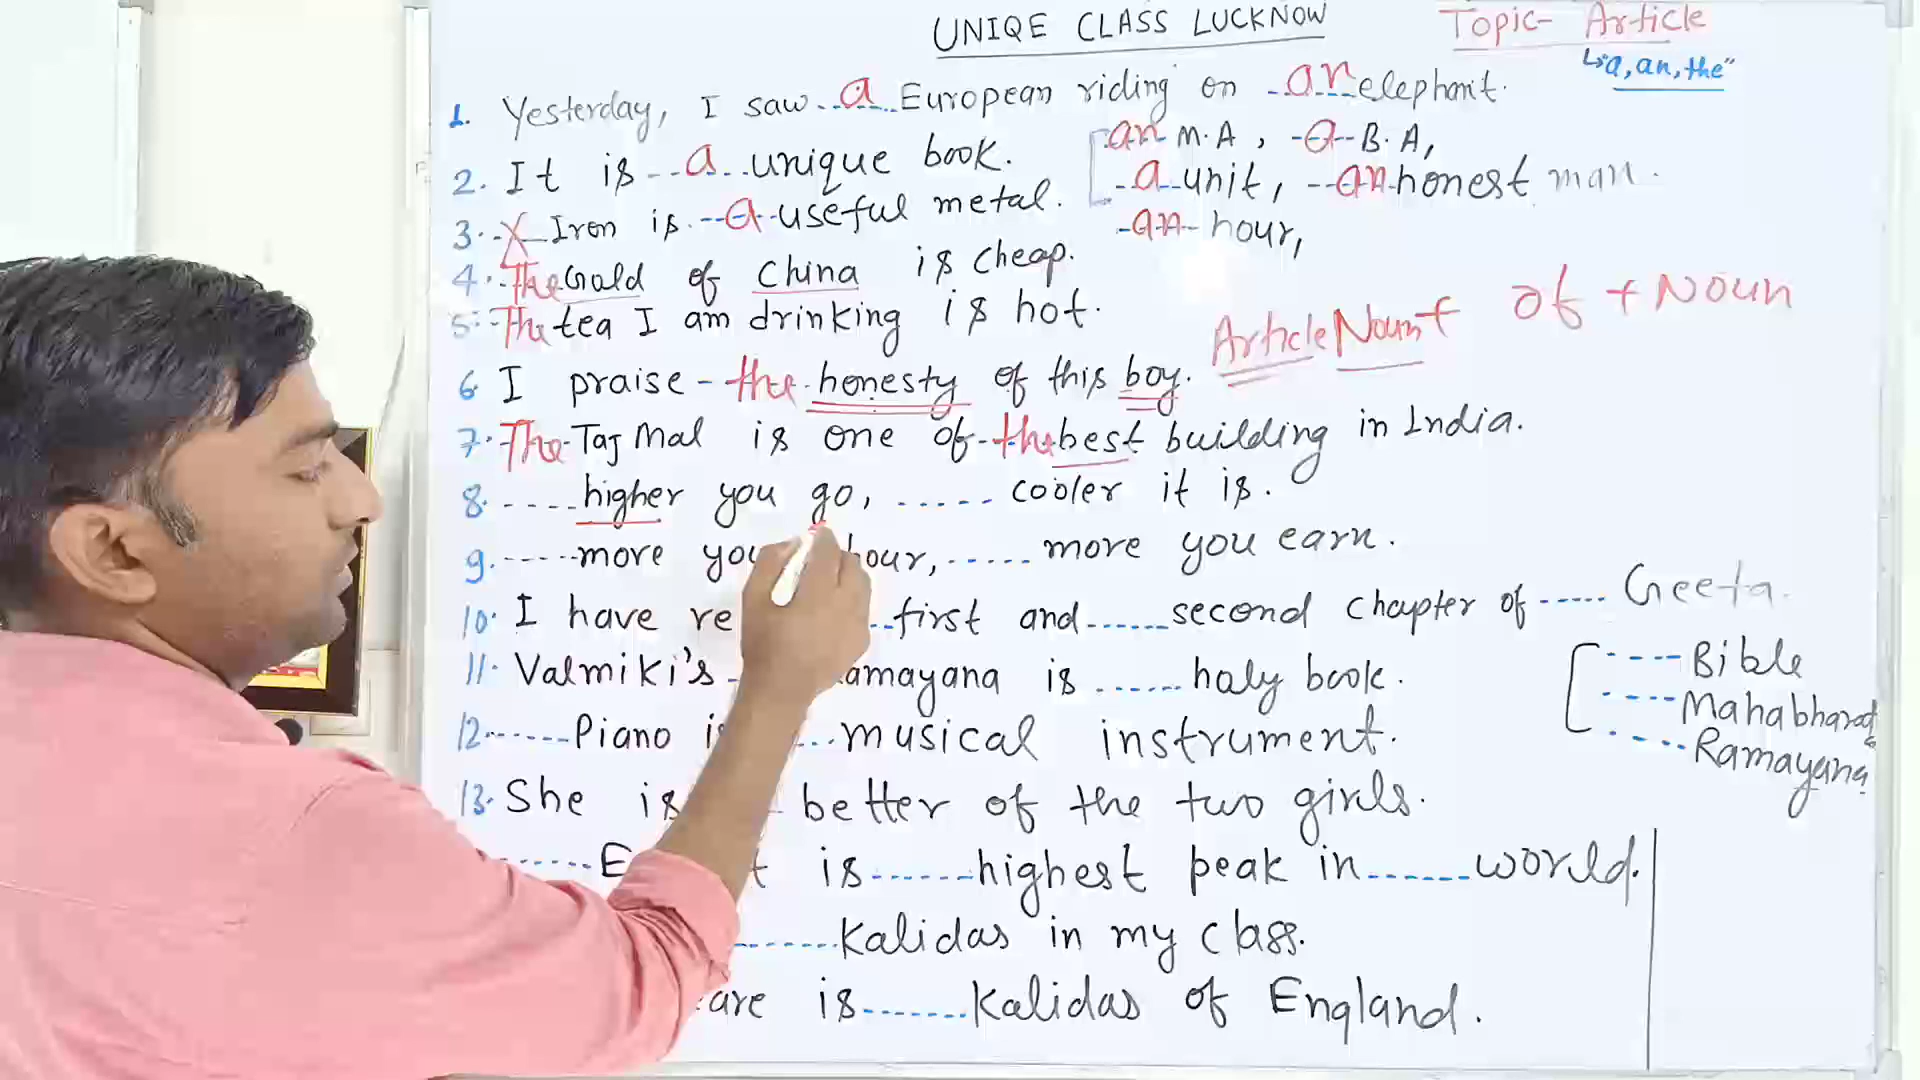 UNIQE CLASS LUCKNOW
Topic- Article
↳"a, an, the"
1. Yesterday, I saw..a...European riding on -..an..elephant.
2. It is --a...unique book.
an M.A, -a--B.A,
-a-unit, --an-honest man.
3. X Iron is.--a-useful metal.
-an- hour,
4. The Gold of China is cheap.
5. The tea I am drinking is hot.
Article Noun + of + Noun
6. I praise - the honesty of this boy.
7. The Taj Mal is one of - the best building in India.
8. ....higher you go, ..... cooler it is.
9. .....more you hour, ..... more you earn.
10. I have re ..first and......second chapter of ..... Geeta.
.... Bible
.... Mahabharat
.... Ramayana
11. Valmiki's - amayana is ...... holy book.
12. ......Piano i ...musical instrument.
13. She is better of the two girls.
......E t is......highest peak in......world.
.......Kalidas in my class.
are is.......Kalidas of England.